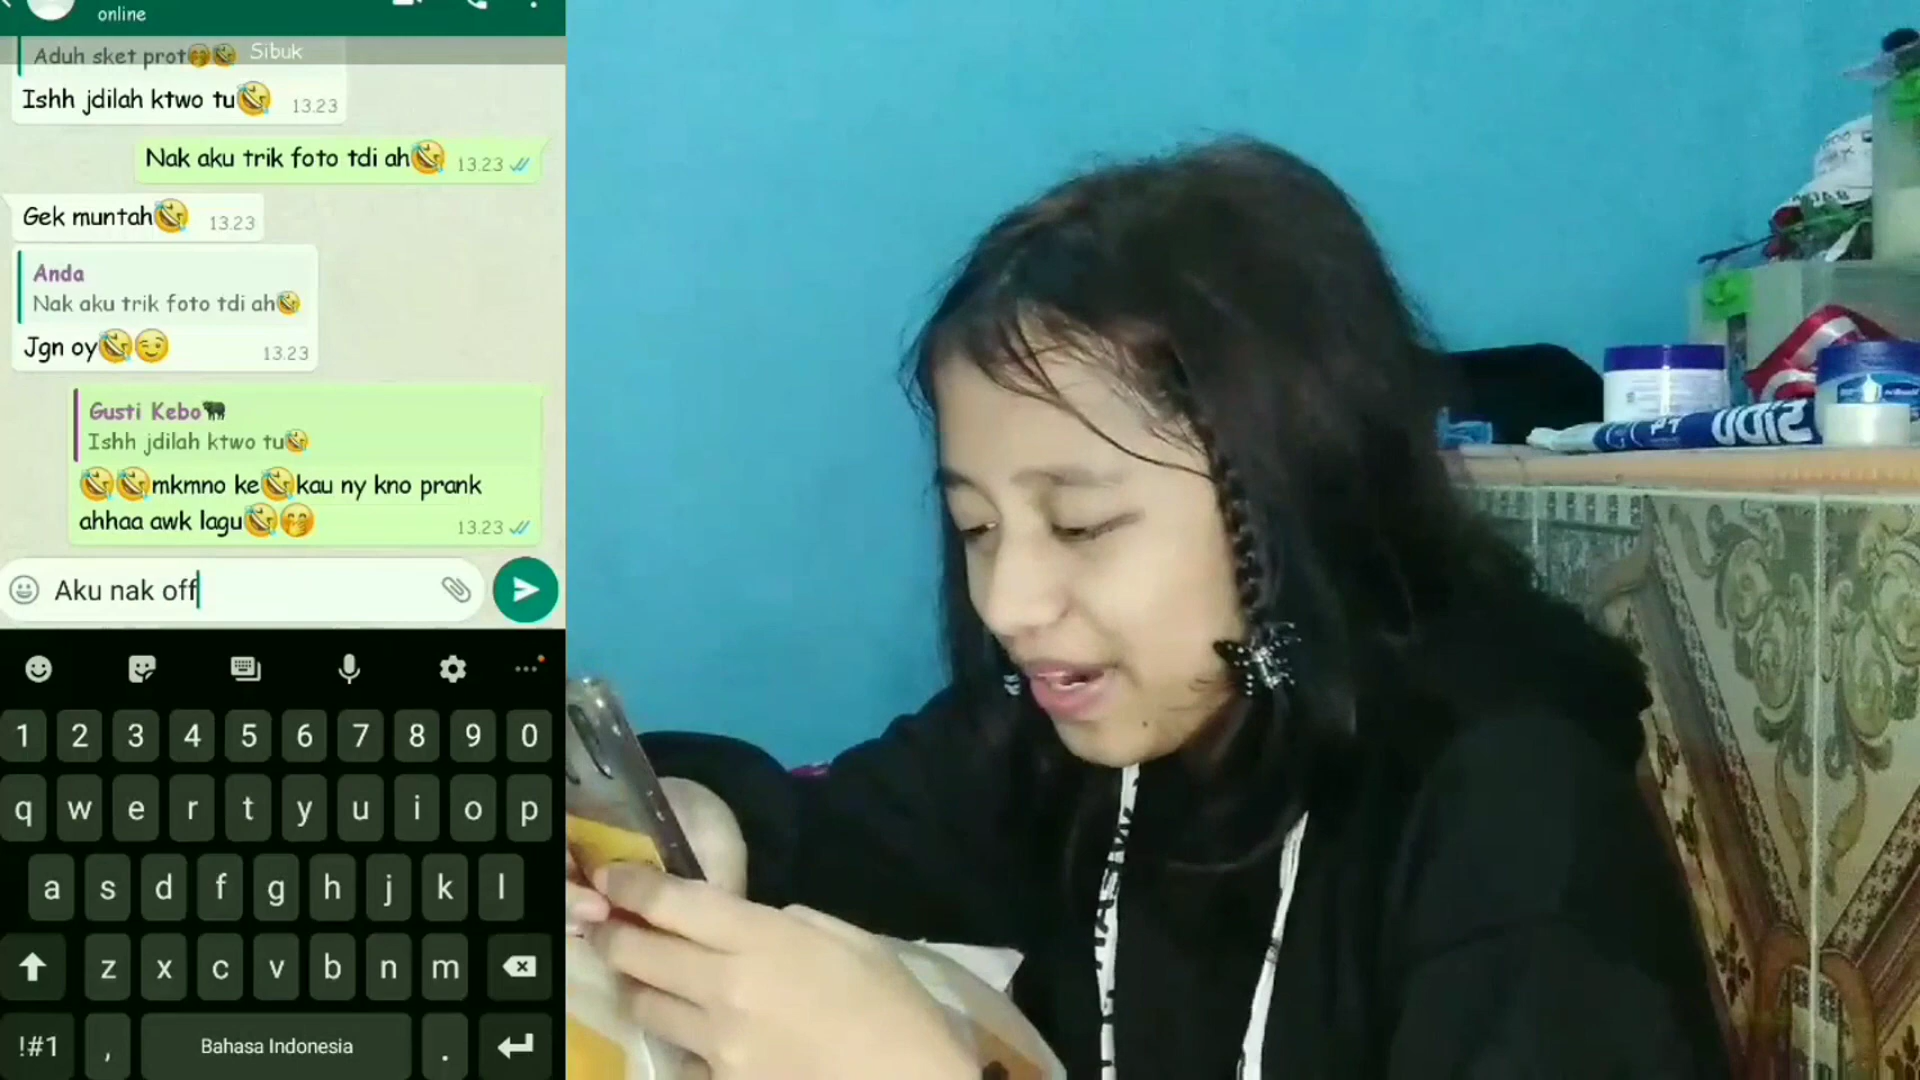 online
Aduh sket prot🤭🤣
Sibuk
Ishh jdilah ktwo tu🤣 13.23
Nak aku trik foto tdi ah🤣 13.23
Gek muntah🤣 13.23
Anda
Nak aku trik foto tdi ah🤣
Jgn oy🤣😏 13.23
Gusti Kebo🐃
Ishh jdilah ktwo tu🤣
🤣🤣mkmno ke🤣kau ny kno prank
ahhaa awk lagu🤣🤭 13.23
Aku nak off
1 2 3 4 5 6 7 8 9 0
q w e r t y u i o p
a s d f g h j k l
z x c v b n m
!#1 , Bahasa Indonesia .